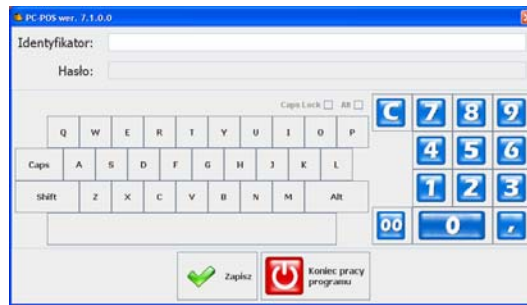 PC-POS wer. 7.1.0.0
Identyfikator:
Hasło:
Caps Lock Alt
Q W E R T Y U I O P
Caps A S D F G H J K L
Shift Z X C V B N M Alt
C 7 8 9
4 5 6
1 2 3
00 0 ,
Zapisz
Koniec pracy
programu